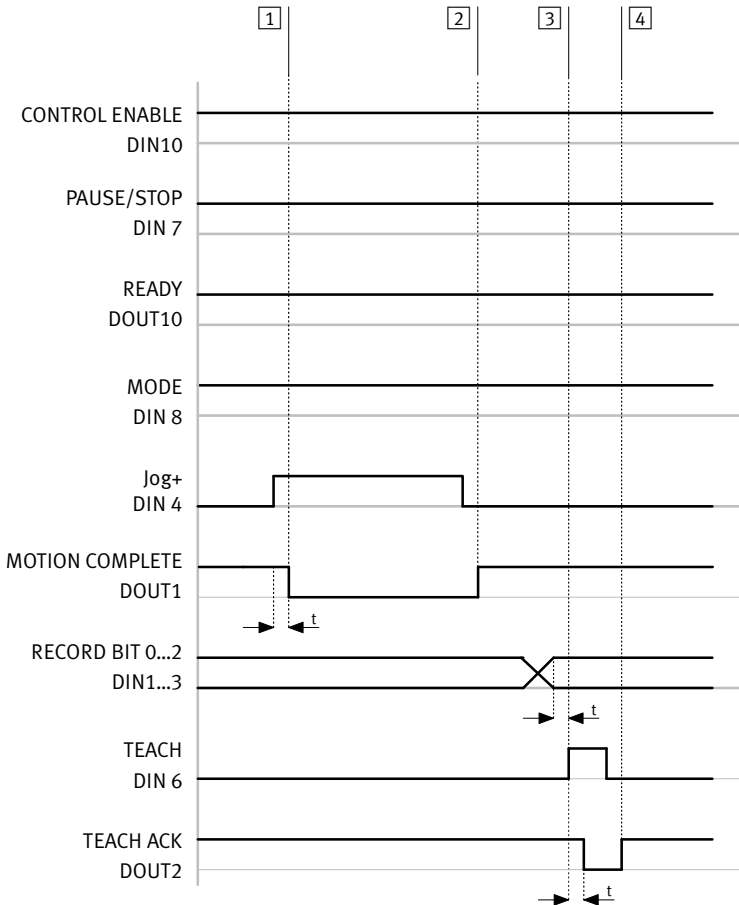 1 2 3 4
CONTROL ENABLE
DIN10
PAUSE/STOP
DIN 7
READY
DOUT10
MODE
DIN 8
Jog+
DIN 4
MOTION COMPLETE
DOUT1
t
RECORD BIT 0...2
DIN1...3
t
TEACH
DIN 6
TEACH ACK
DOUT2
t